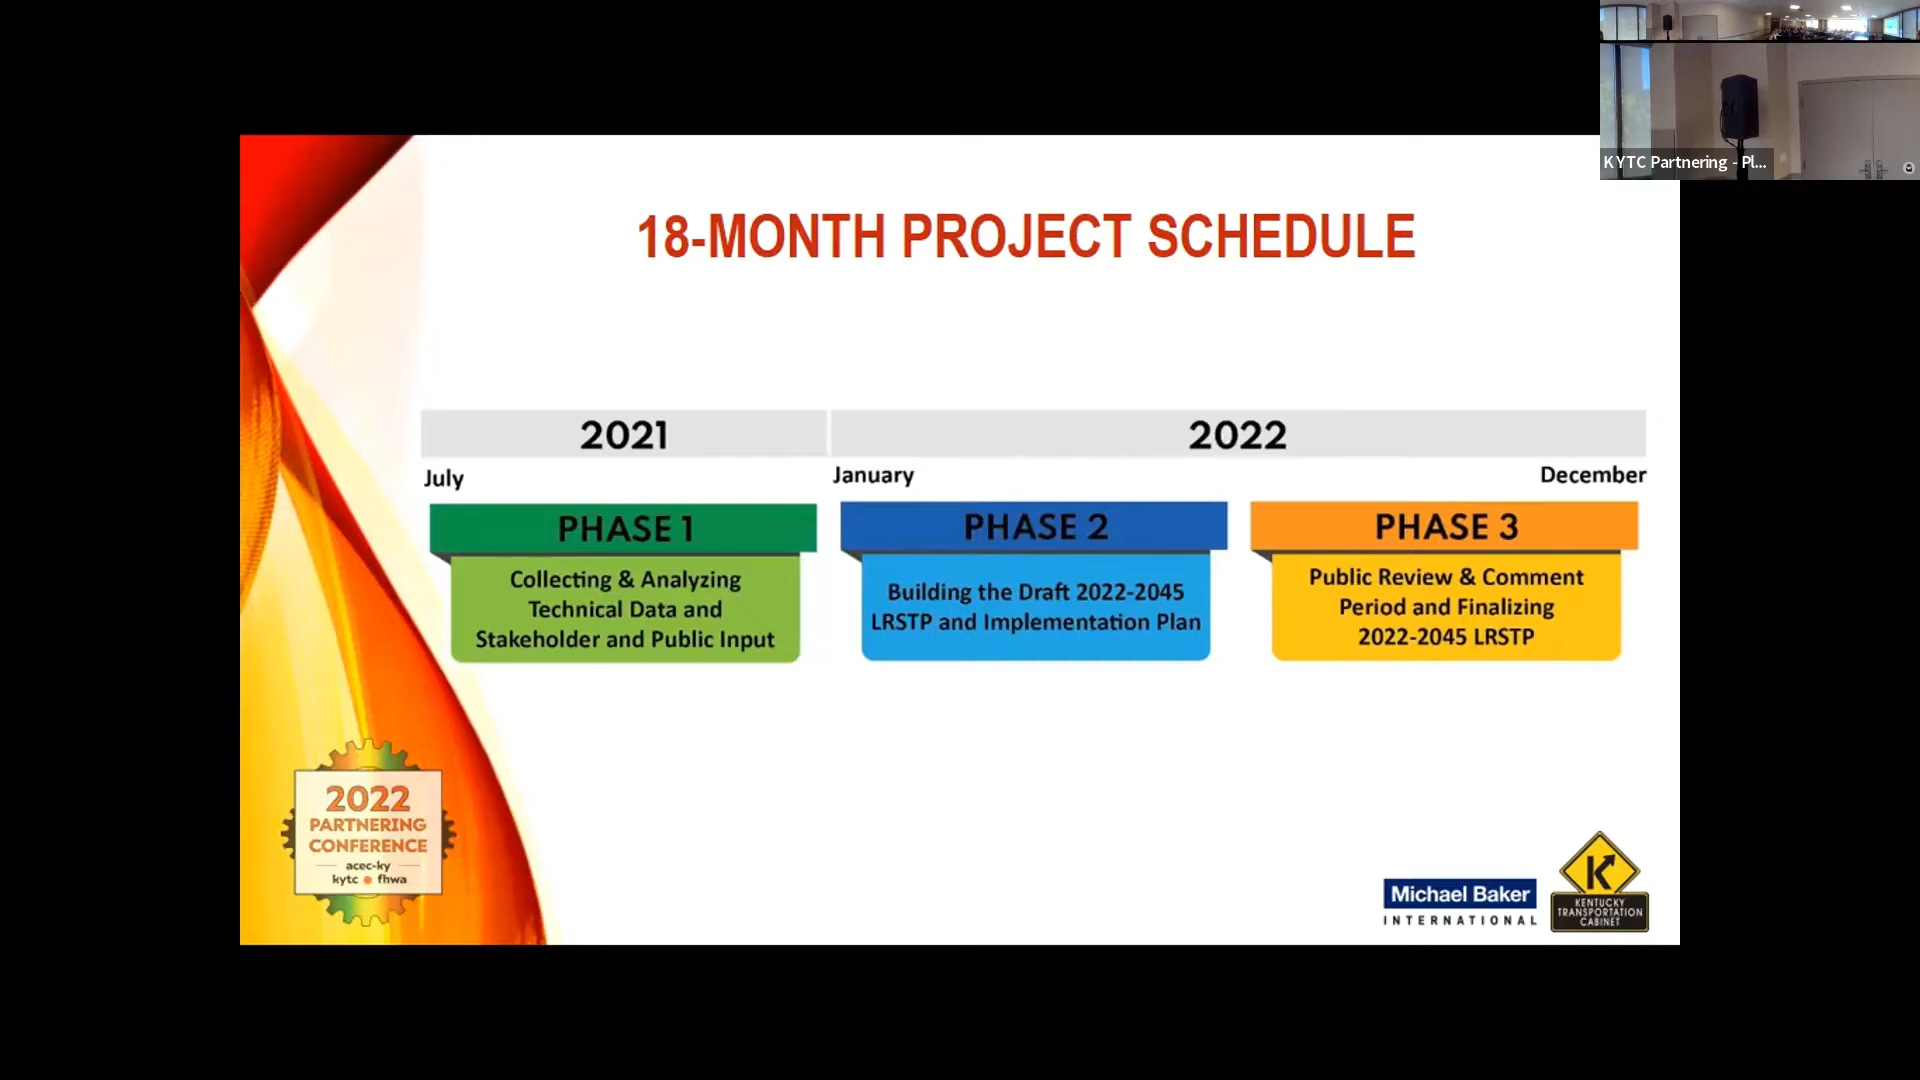 KYTC Partnering - Pl...
18-MONTH PROJECT SCHEDULE
2021
2022
July
January
December
PHASE 1
Collecting & Analyzing
Technical Data and
Stakeholder and Public Input
PHASE 2
Building the Draft 2022-2045
LRSTP and Implementation Plan
PHASE 3
Public Review & Comment
Period and Finalizing
2022-2045 LRSTP
2022
PARTNERING
CONFERENCE
acec-ky
kytc fhwa
Michael Baker
INTERNATIONAL
K
KENTUCKY
TRANSPORTATION
CABINET